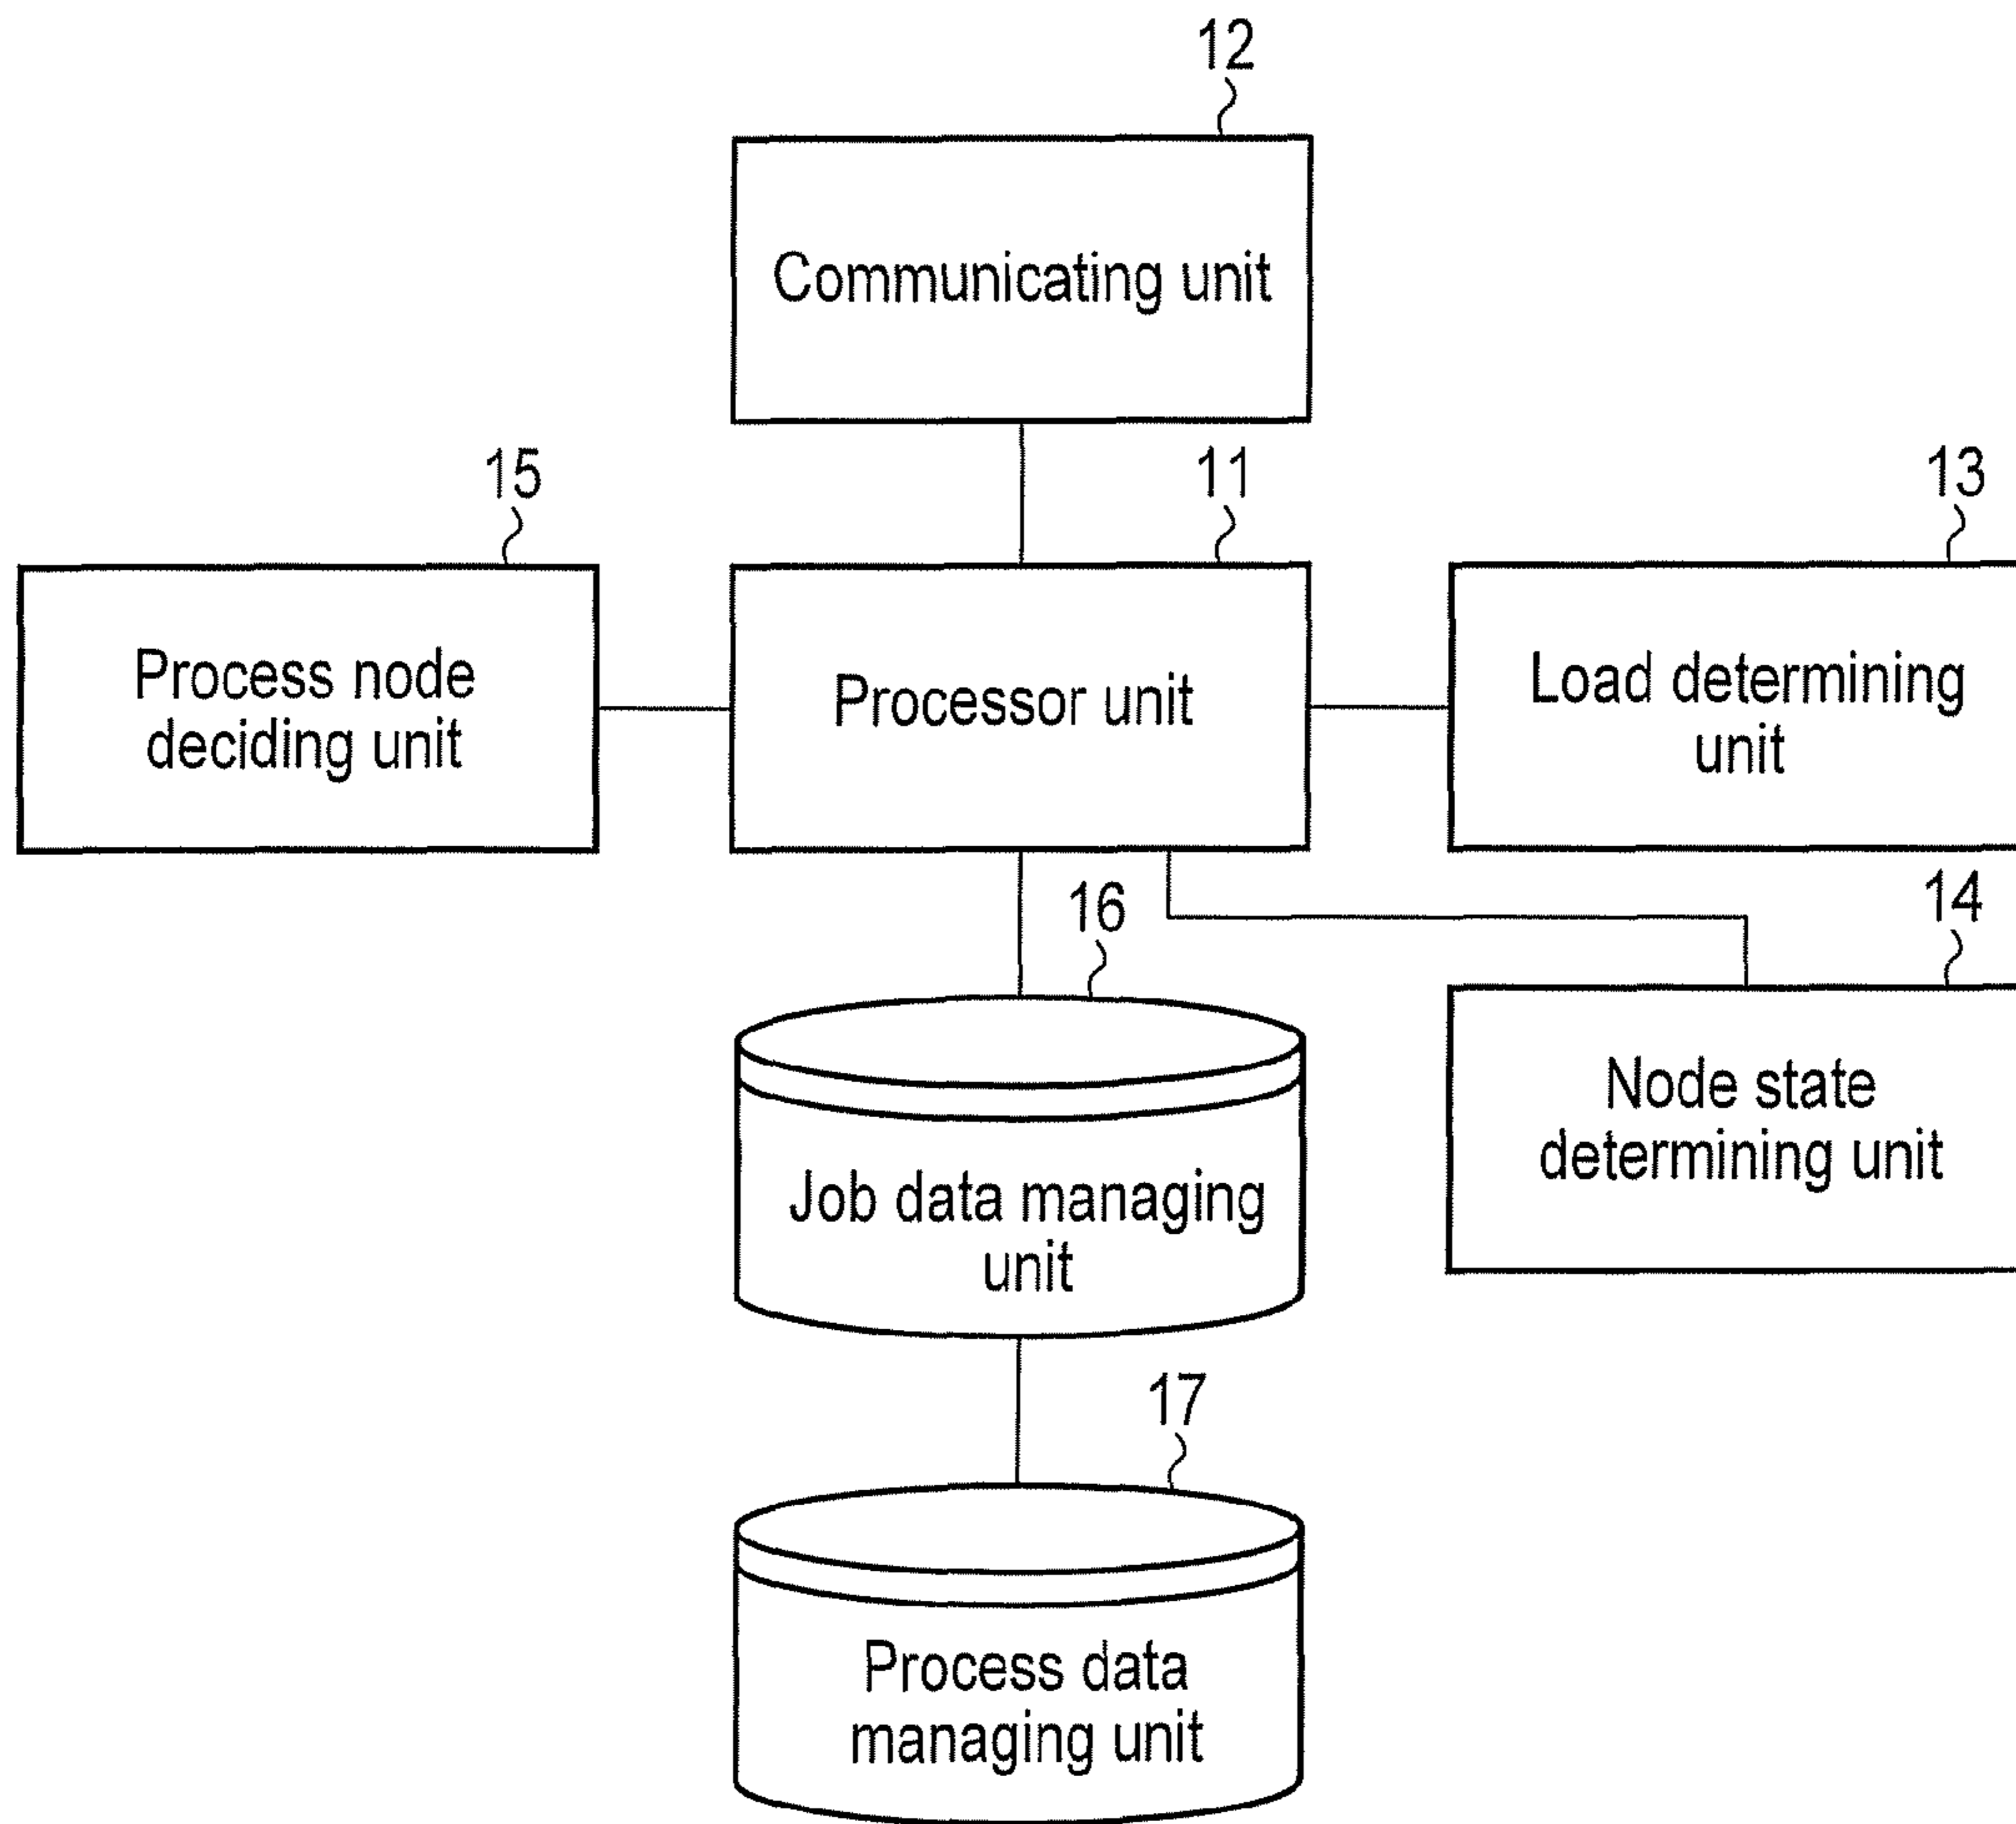 12
Communicating unit
15
11
13
Process node
deciding unit
Processor unit
Load determining
unit
16
14
Job data managing
unit
Node state
determining unit
17
Process data
managing unit